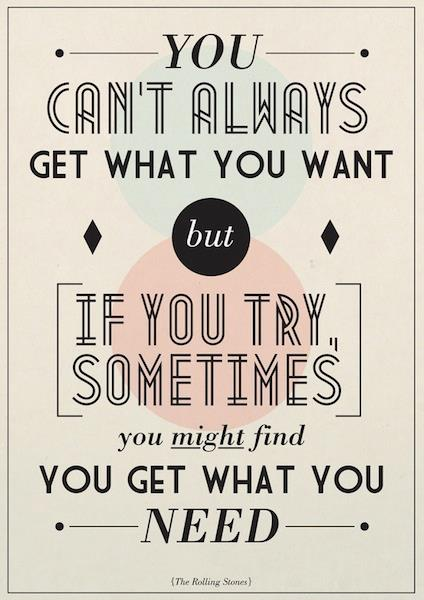 YOU
CAN'T ALWAYS
GET WHAT YOU WANT
but
[IF YOU TRY,
SOMETIMES]
you might find
YOU GET WHAT YOU
NEED
{The Rolling Stones}